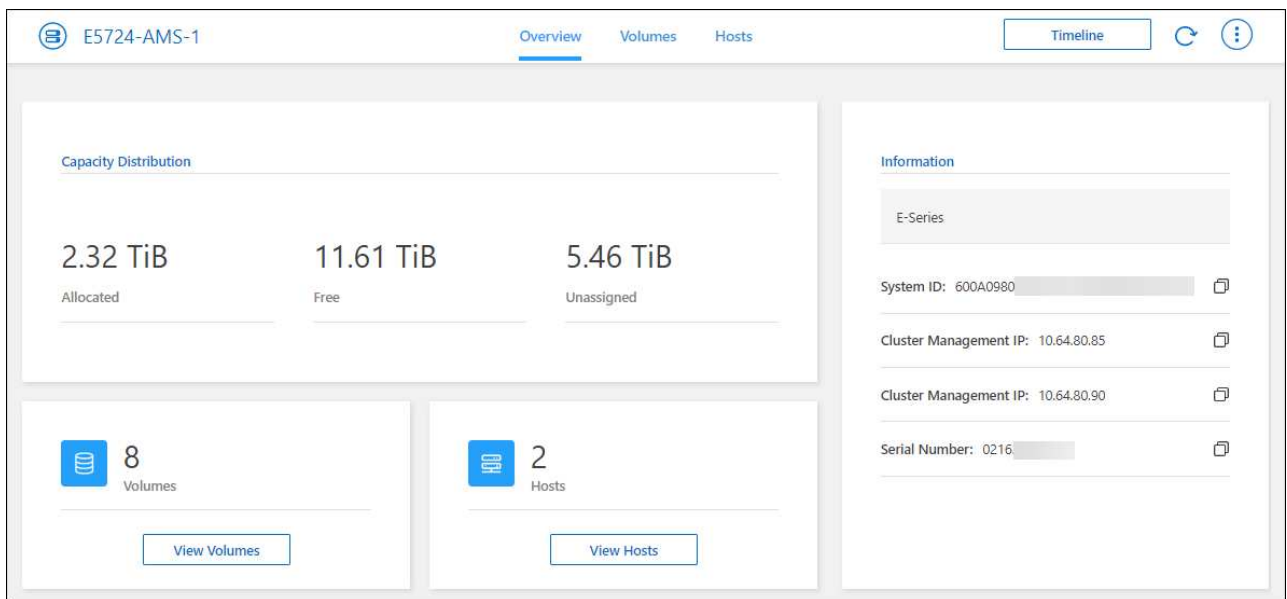 E5724-AMS-1
Overview
Volumes
Hosts
Timeline
Capacity Distribution
2.32 TiB
11.61 TiB
5.46 TiB
Allocated
Free
Unassigned
8
Volumes
View Volumes
2
Hosts
View Hosts
Information
E-Series
System ID: 600A0980
Cluster Management IP: 10.64.80.85
Cluster Management IP: 10.64.80.90
Serial Number: 0216